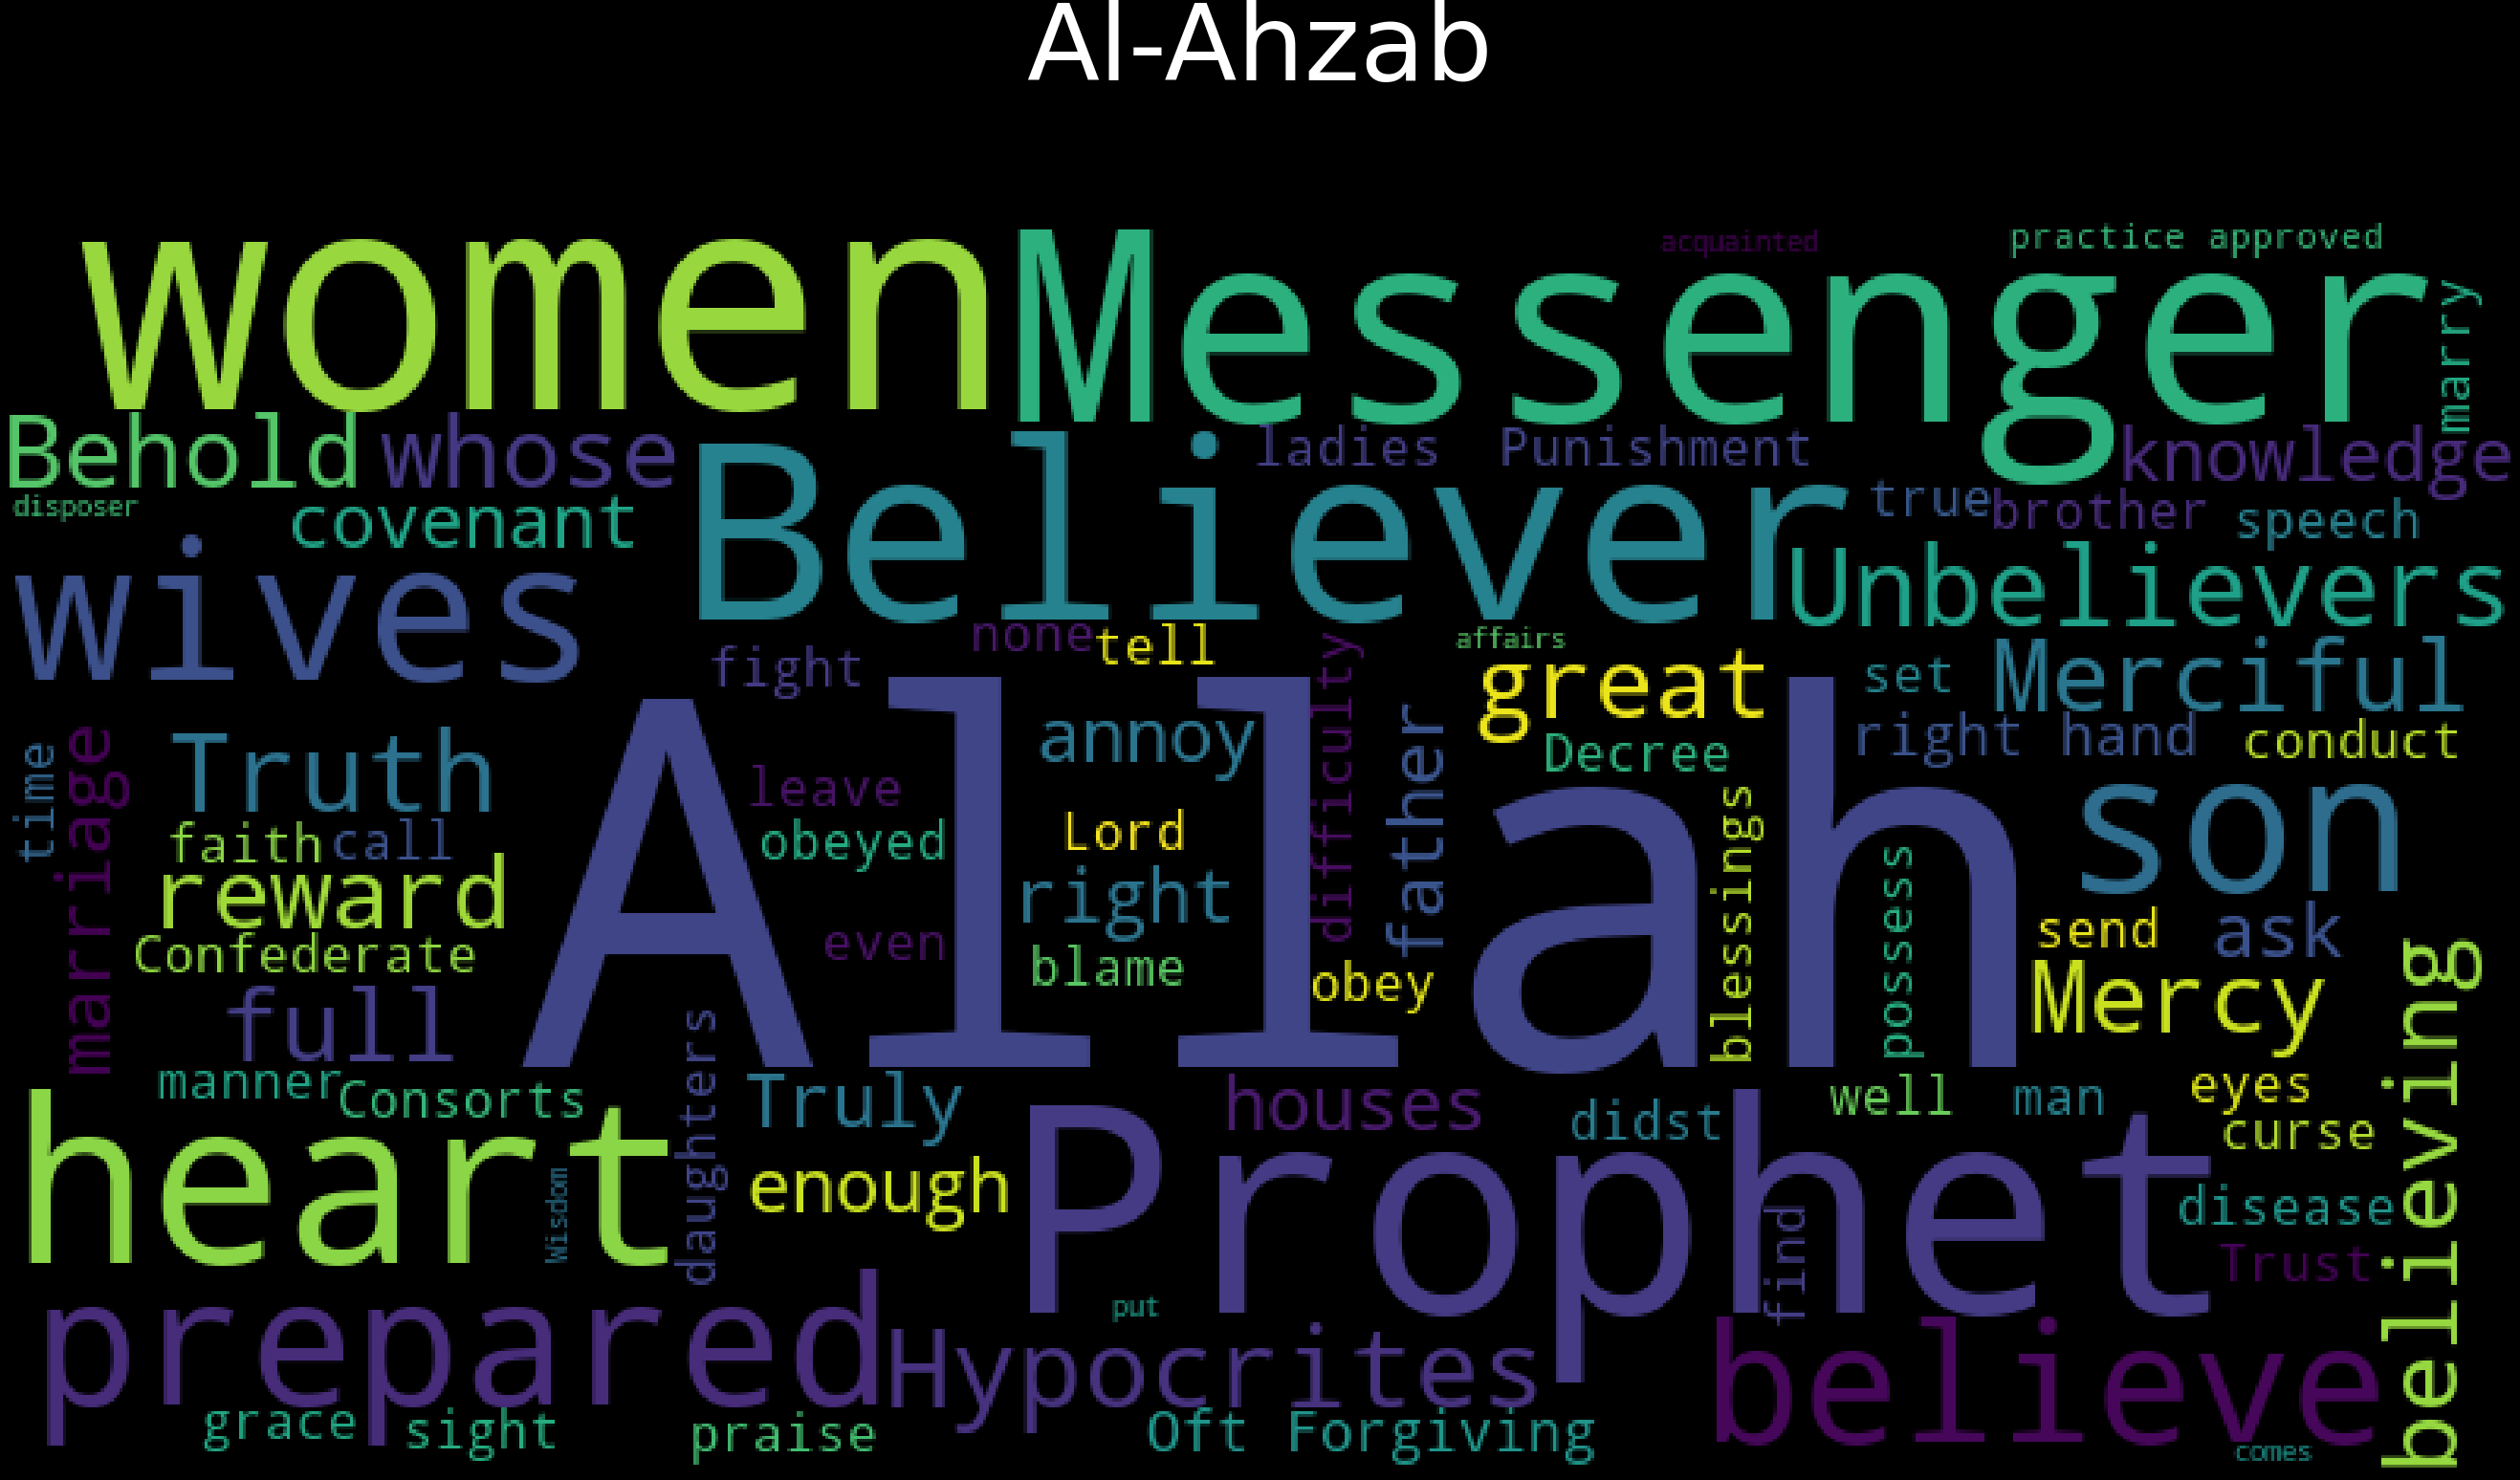 Al-Ahzab
women Messenger acquainted practice approved
marry
Behold whose Believer ladies Punishment knowledge
disposer covenant true brother speech
wives Unbelievers
fight none tell affairs great set Merciful
time marriage Truth annoy difficulty father Decree right hand conduct
Allah
leave blessings son
faith call obeyed Lord possess
reward right send ask
Confederate even blame obey Mercy believing
full daughters
manner Consorts Truly houses didst well man eyes
heart curse
Wisdom enough Prophet find disease
Trust
prepared put
Hypocrites believe
grace sight praise Oft Forgiving comes